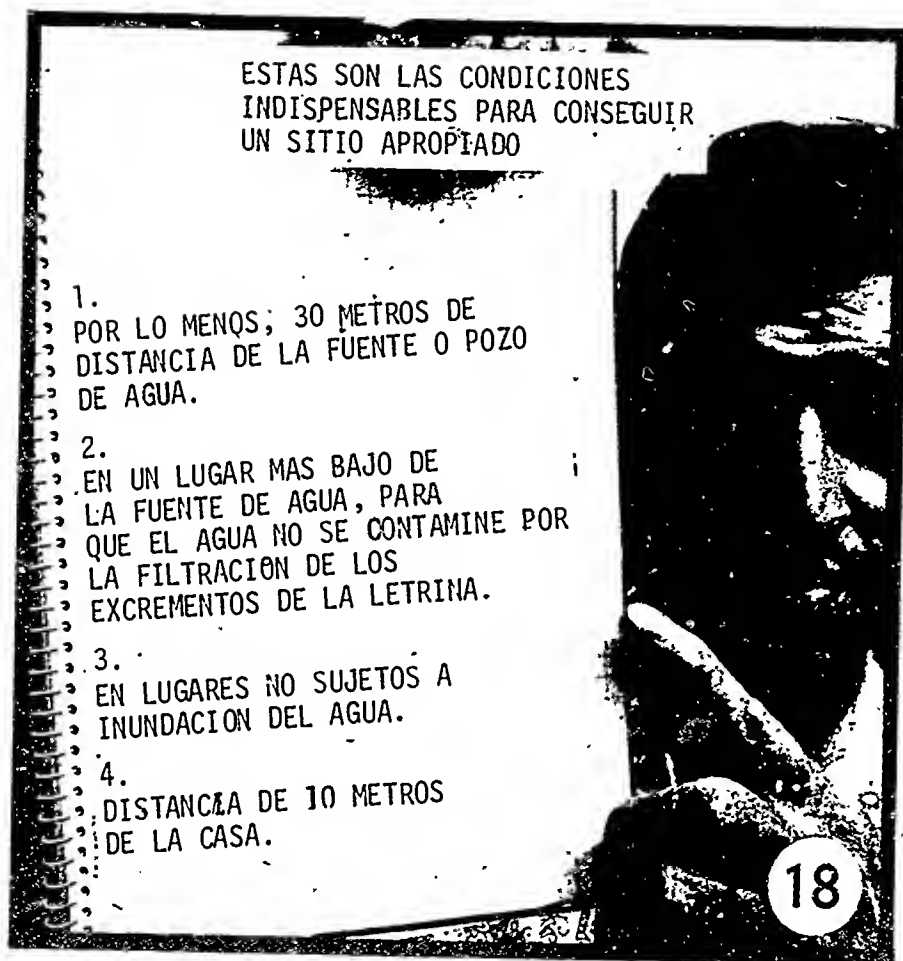 ESTAS SON LAS CONDICIONES
INDISPENSABLES PARA CONSEGUIR
UN SITIO APROPIADO
1.
POR LO MENOS, 30 METROS DE
DISTANCIA DE LA FUENTE O POZO
DE AGUA.
2.
EN UN LUGAR MAS BAJO DE
LA FUENTE DE AGUA, PARA
QUE EL AGUA NO SE CONTAMINE POR
LA FILTRACION DE LOS
EXCREMENTOS DE LA LETRINA.
3.
EN LUGARES NO SUJETOS A
INUNDACION DEL AGUA.
4.
DISTANCIA DE 10 METROS
DE LA CASA.
18